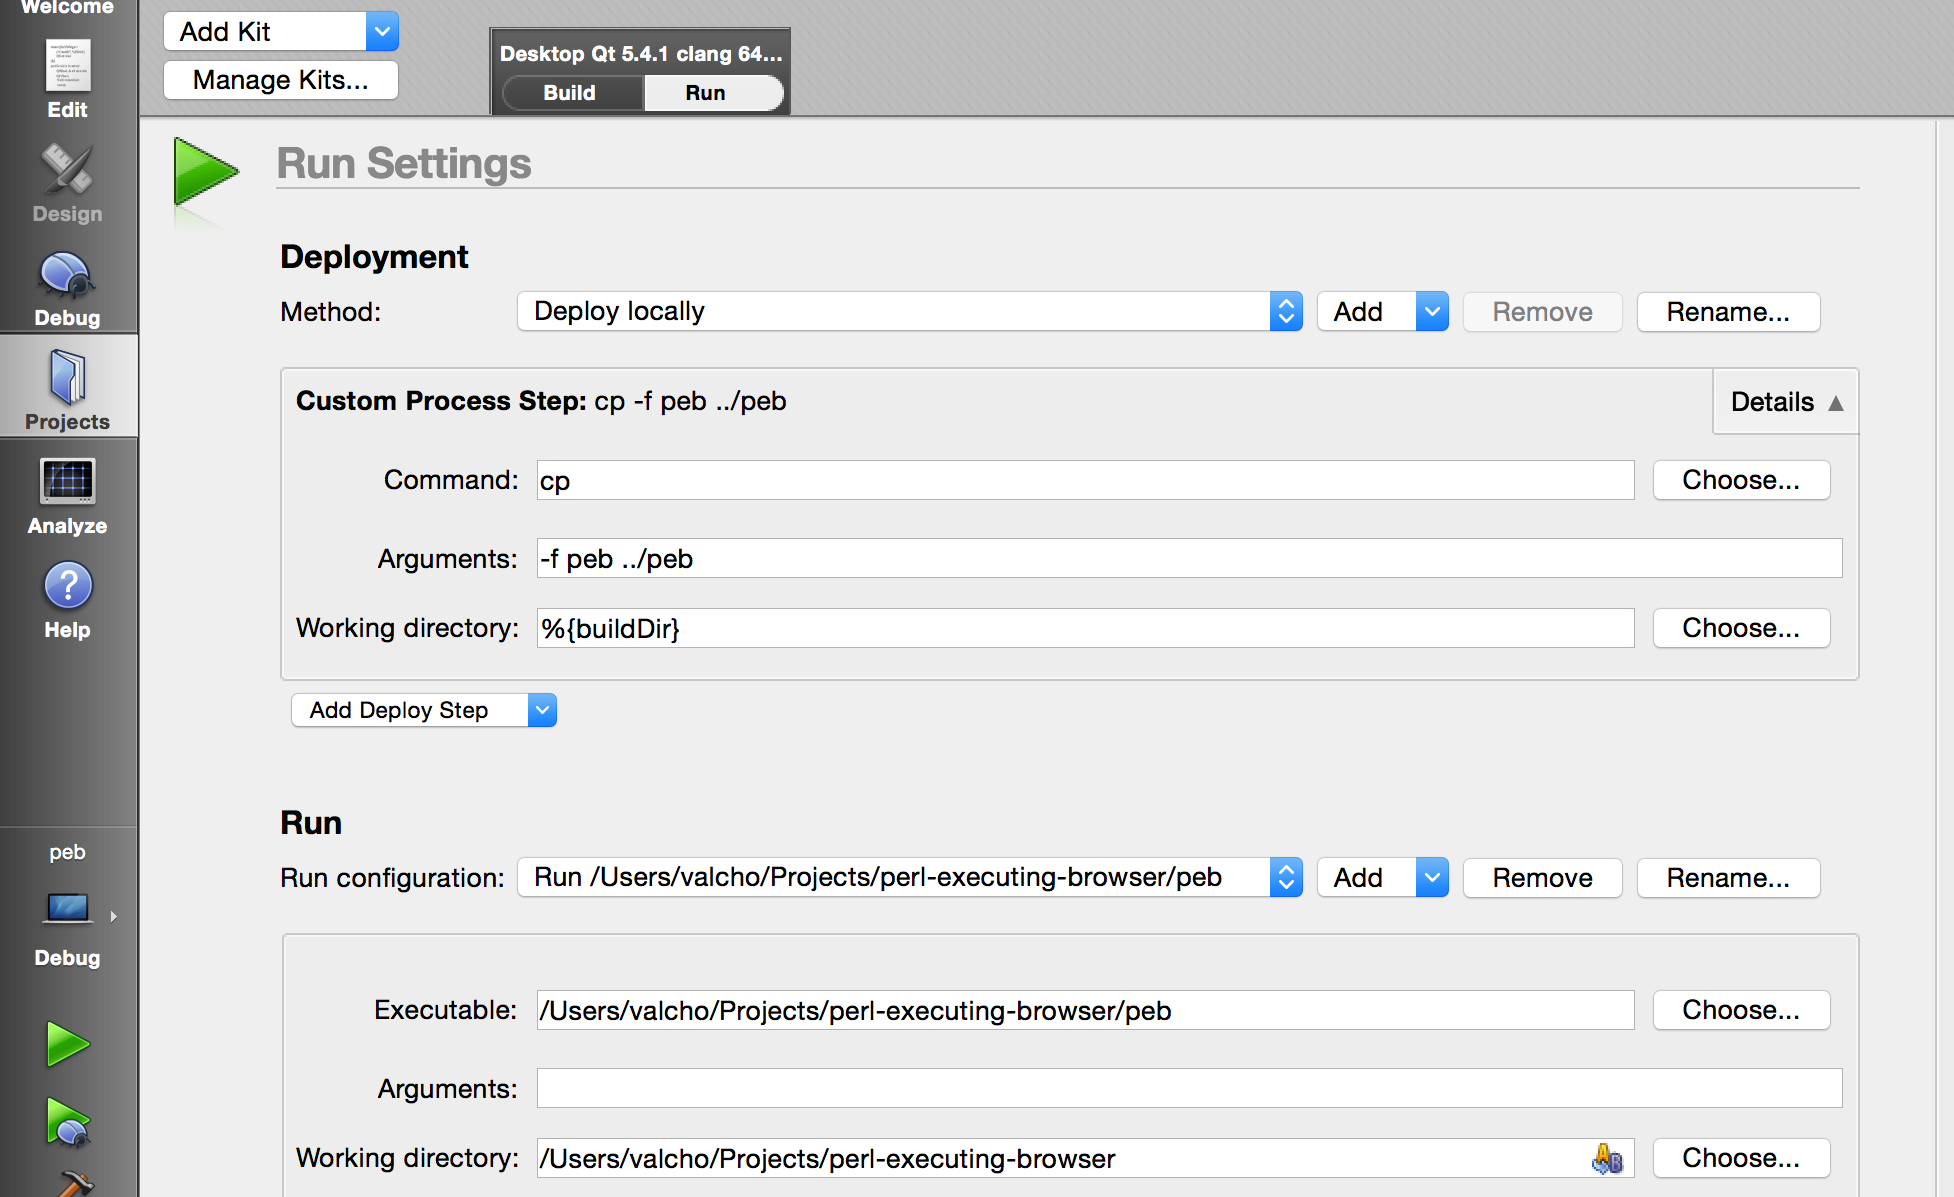 Welcome
Edit
Design
Debug
Projects
Analyze
Help
peb
Debug
Add Kit
Manage Kits...
Desktop Qt 5.4.1 clang 64...
Build Run
Run Settings
Deployment
Method: Deploy locally Add Remove Rename...
Custom Process Step: cp -f peb ../peb Details
Command: cp Choose...
Arguments: -f peb ../peb
Working directory: %{buildDir} Choose...
Add Deploy Step
Run
Run configuration: Run /Users/valcho/Projects/perl-executing-browser/peb Add Remove Rename...
Executable: /Users/valcho/Projects/perl-executing-browser/peb Choose...
Arguments:
Working directory: /Users/valcho/Projects/perl-executing-browser Choose...